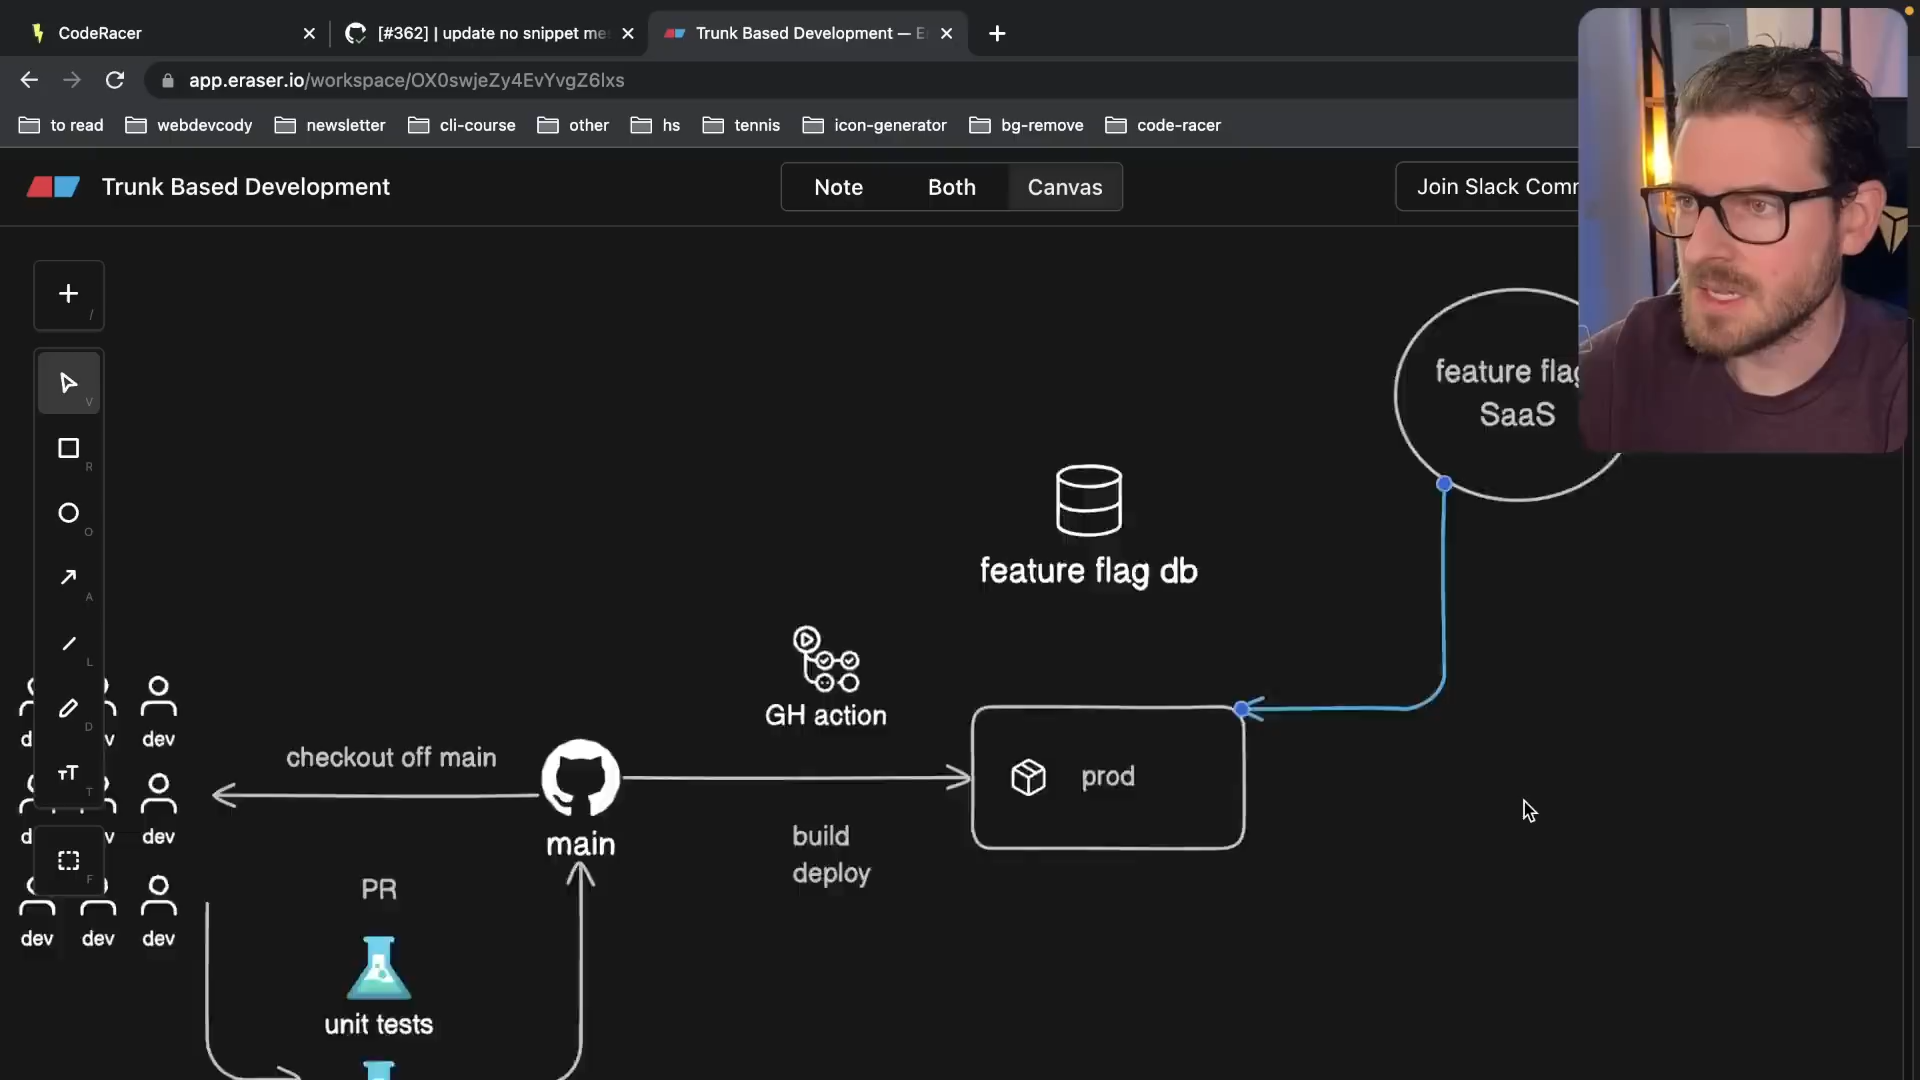 CodeRacer
[#362] | update no snippet me
Trunk Based Development — E
app.eraser.io/workspace/OX0swjeZy4EvYvgZ6lxs
to read
webdevcody
newsletter
cli-course
other
hs
tennis
icon-generator
bg-remove
code-racer
Trunk Based Development
Note
Both
Canvas
Join Slack Comm
/
V
R
O
A
L
D
T
F
feature flag
SaaS
feature flag db
GH action
checkout off main
main
prod
build
deploy
PR
unit tests
d
v
dev
d
v
dev
dev
dev
dev